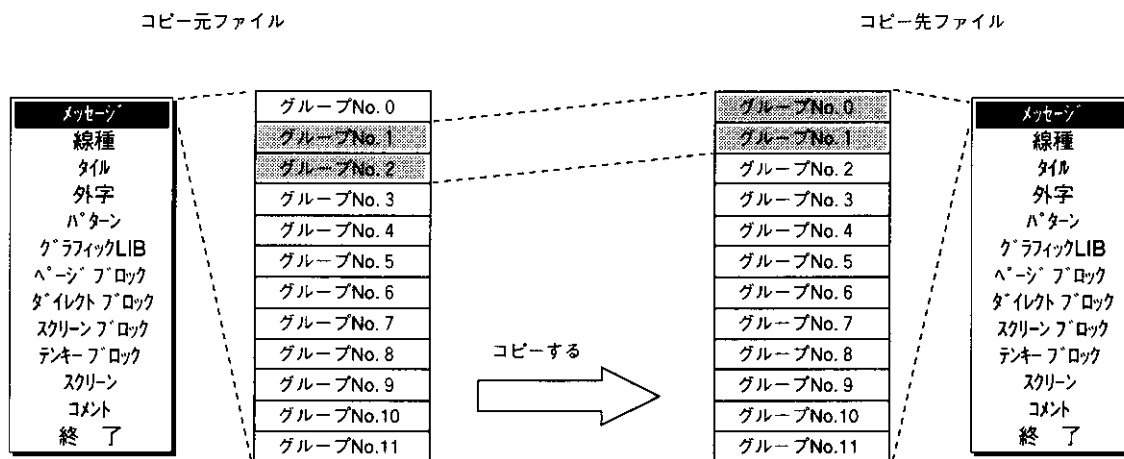 コピー元ファイル
コピー先ファイル
メッセージ
線種
タイル
外字
パターン
グラフィックLIB
ページ ブロック
ダイレクト ブロック
スクリーン ブロック
テンキー ブロック
スクリーン
コメント
終 了
グループNo. 0
グループNo. 1
グループNo. 2
グループNo. 3
グループNo. 4
グループNo. 5
グループNo. 6
グループNo. 7
グループNo. 8
グループNo. 9
グループNo. 10
グループNo. 11
コピーする
グループNo. 0
グループNo. 1
グループNo. 2
グループNo. 3
グループNo. 4
グループNo. 5
グループNo. 6
グループNo. 7
グループNo. 8
グループNo. 9
グループNo. 10
グループNo. 11
メッセージ
線種
タイル
外字
パターン
グラフィックLIB
ページ ブロック
ダイレクト ブロック
スクリーン ブロック
テンキー ブロック
スクリーン
コメント
終 了